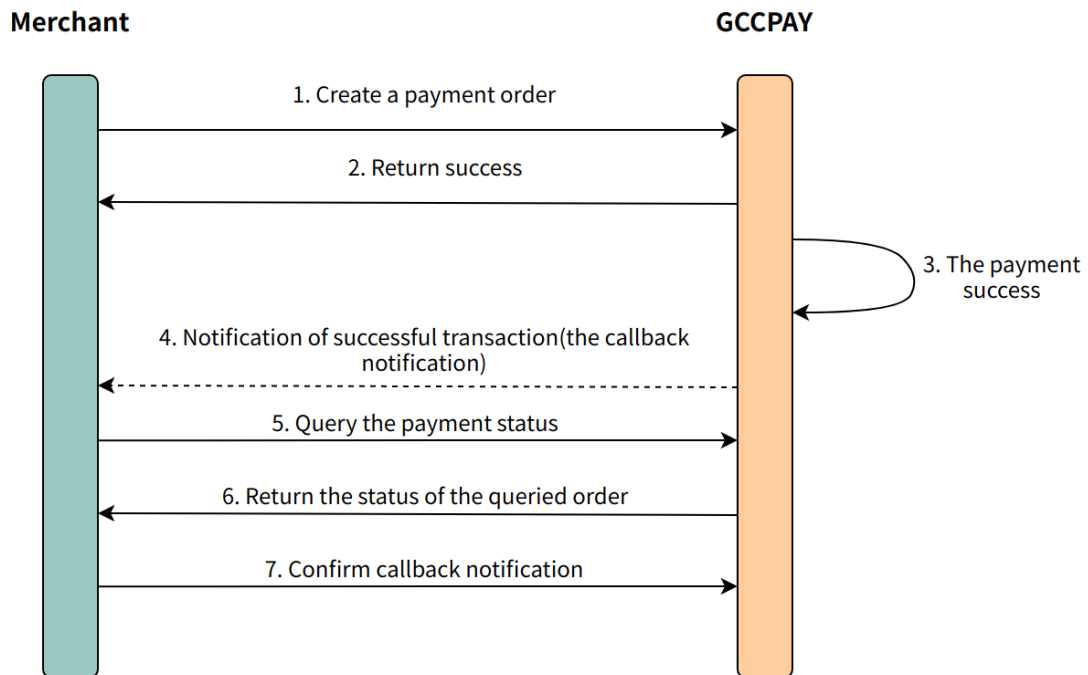 Merchant
GCCPAY
1. Create a payment order
2. Return success
3. The payment
success
4. Notification of successful transaction(the callback
notification)
5. Query the payment status
6. Return the status of the queried order
7. Confirm callback notification